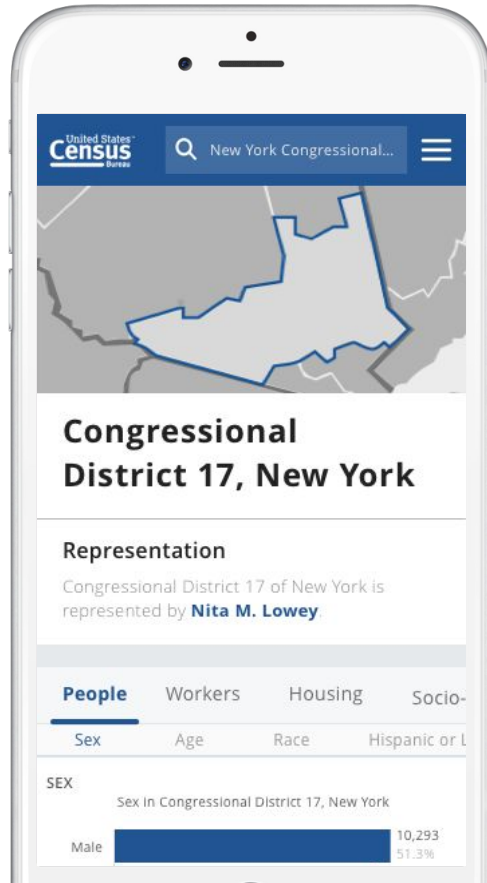 United States™
Census
Bureau
New York Congressional...
Congressional
District 17, New York
Representation
Congressional District 17 of New York is
represented by Nita M. Lowey.
People Workers Housing Socio-
Sex Age Race Hispanic or L
SEX
Sex in Congressional District 17, New York
Male
10,293
51.3%